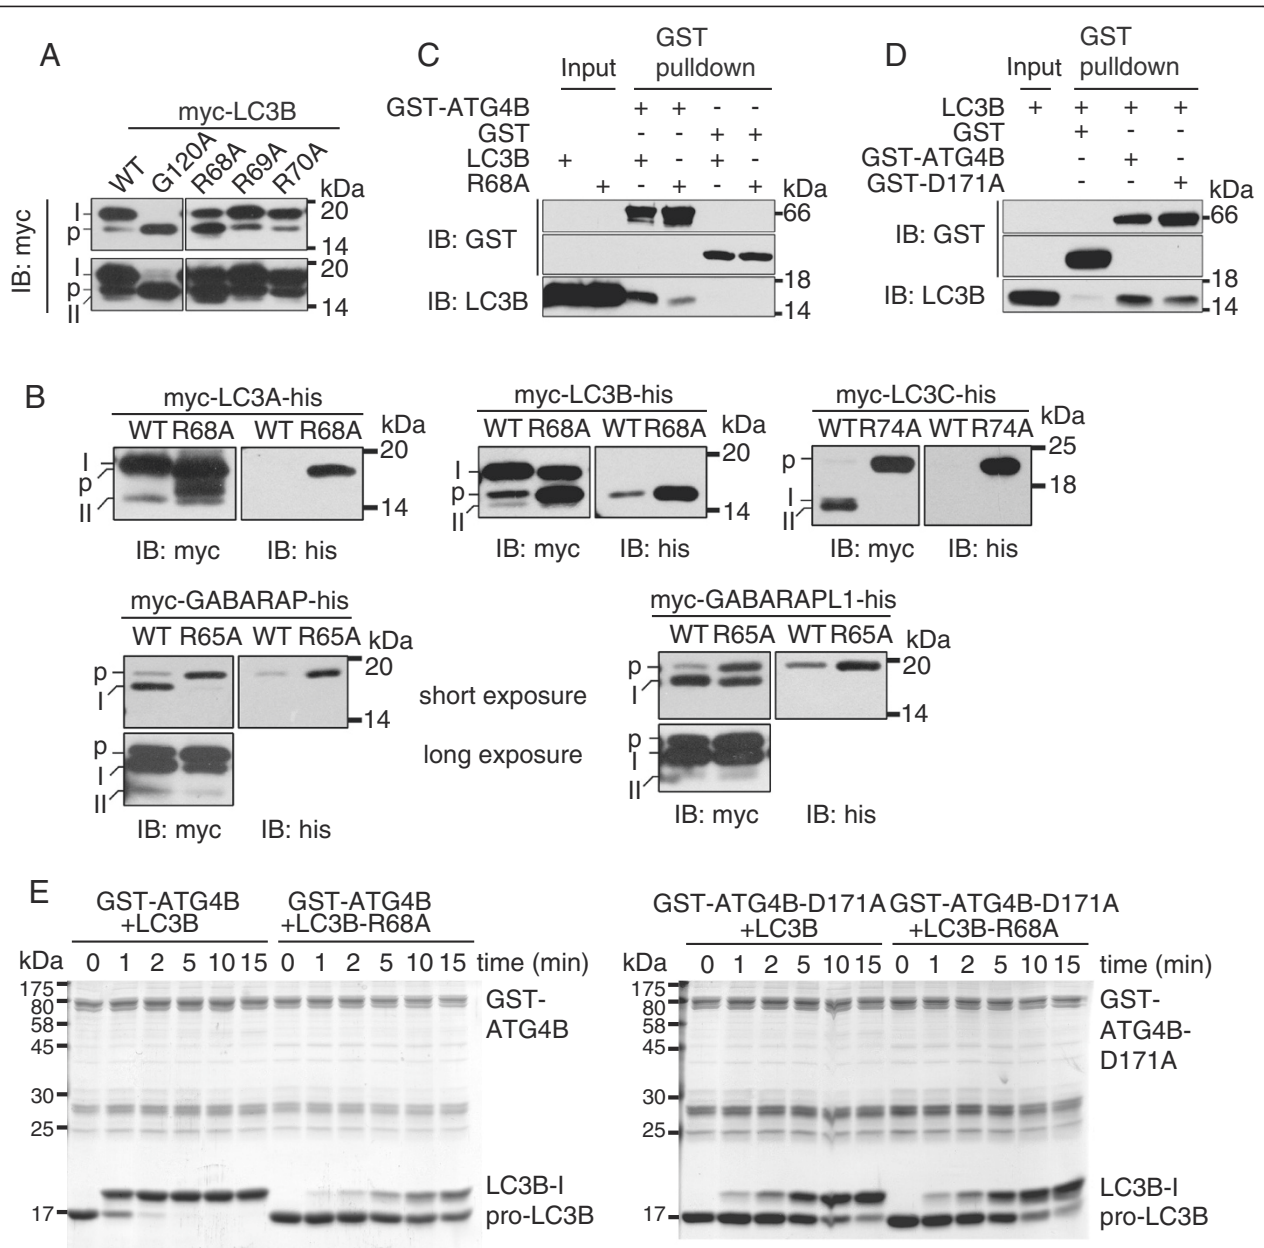 A
myc-LC3B
WT G120A R68A R69A R70A
kDa
I
p
20
14
I
p
II
20
14
IB: myc
C
Input
GST
pulldown
GST-ATG4B + + - -
GST - - + +
LC3B + + - + -
R68A + - + - +
kDa
IB: GST
66
IB: LC3B
18
14
D
Input
GST
pulldown
LC3B + + + +
GST + - -
GST-ATG4B - + -
GST-D171A - - +
kDa
IB: GST
66
IB: LC3B
18
14
B
myc-LC3A-his
WT R68A WT R68A
kDa
I
p
II
20
14
IB: myc IB: his
myc-LC3B-his
WT R68A WT R68A
kDa
I
p
II
20
14
IB: myc IB: his
myc-LC3C-his
WT R74A WT R74A
kDa
p
I
II
25
18
IB: myc IB: his
myc-GABARAP-his
WT R65A WT R65A
kDa
p
I
20
14
short exposure
p
I
II
long exposure
IB: myc IB: his
myc-GABARAPL1-his
WT R65A WT R65A
kDa
p
I
20
14
p
I
II
IB: myc IB: his
E
GST-ATG4B
+LC3B
GST-ATG4B
+LC3B-R68A
kDa 0 1 2 5 10 15 0 1 2 5 10 15 time (min)
175
80
58
45
30
25
17
GST-
ATG4B
LC3B-I
pro-LC3B
GST-ATG4B-D171A
+LC3B
GST-ATG4B-D171A
+LC3B-R68A
kDa 0 1 2 5 10 15 0 1 2 5 10 15 time (min)
175
80
58
45
30
25
17
GST-
ATG4B-
D171A
LC3B-I
pro-LC3B